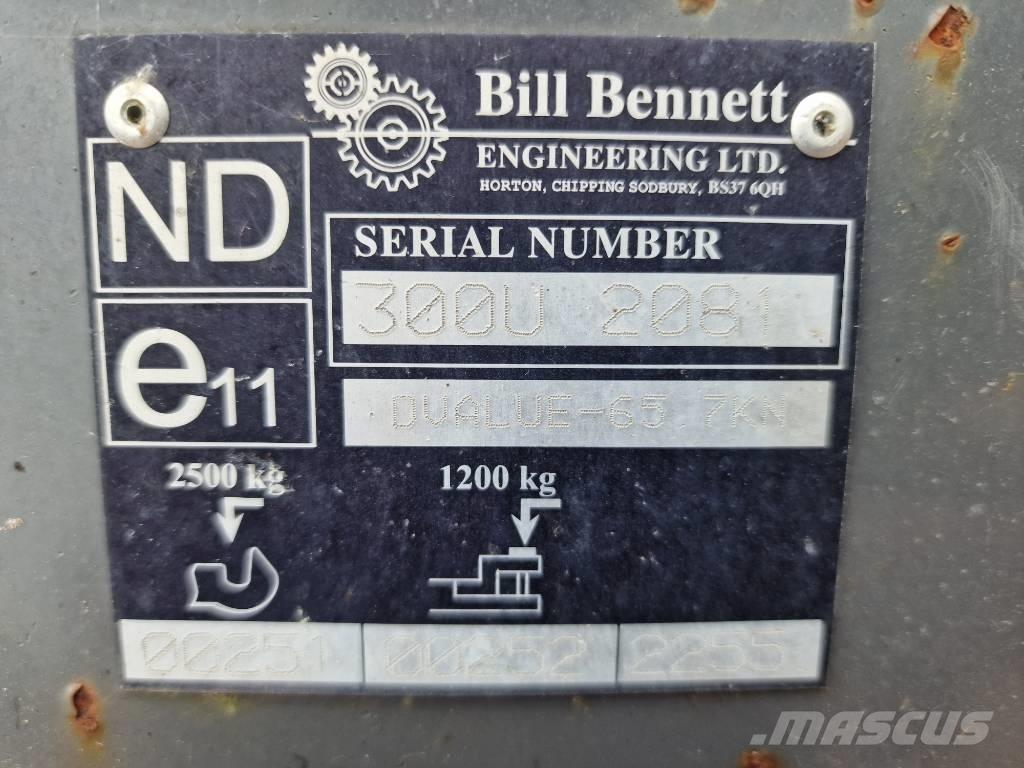 Bill Bennett
ENGINEERING LTD.
HORTON, CHIPPING SODBURY, BS37 6QH
ND
SERIAL NUMBER
300U 2081
e11
DVALUE-65 7KN
2500 kg
1200 kg
00251 00252 2255
MASCUS